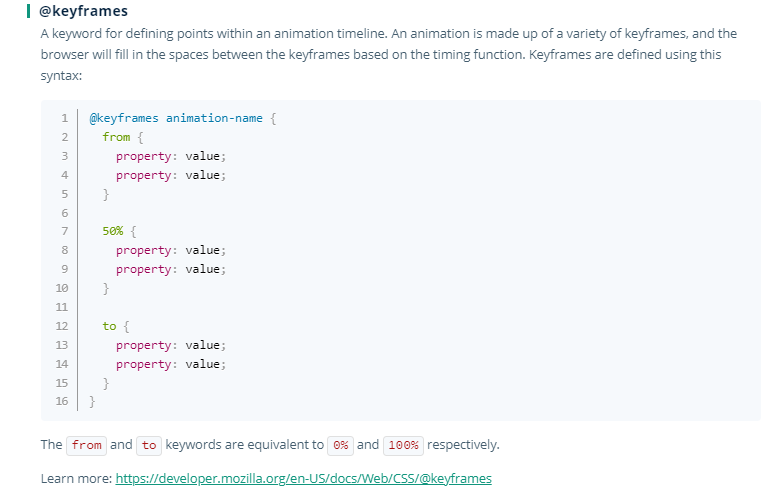 @keyframes
A keyword for defining points within an animation timeline. An animation is made up of a variety of keyframes, and the
browser will fill in the spaces between the keyframes based on the timing function. Keyframes are defined using this
syntax:
1 @keyframes animation-name {
2 from {
3 property: value;
4 property: value;
5 }
6
7 50% {
8 property: value;
9 property: value;
10 }
11
12 to {
13 property: value;
14 property: value;
15 }
16 }
The from and to keywords are equivalent to 0% and 100% respectively.
Learn more: https://developer.mozilla.org/en-US/docs/Web/CSS/@keyframes